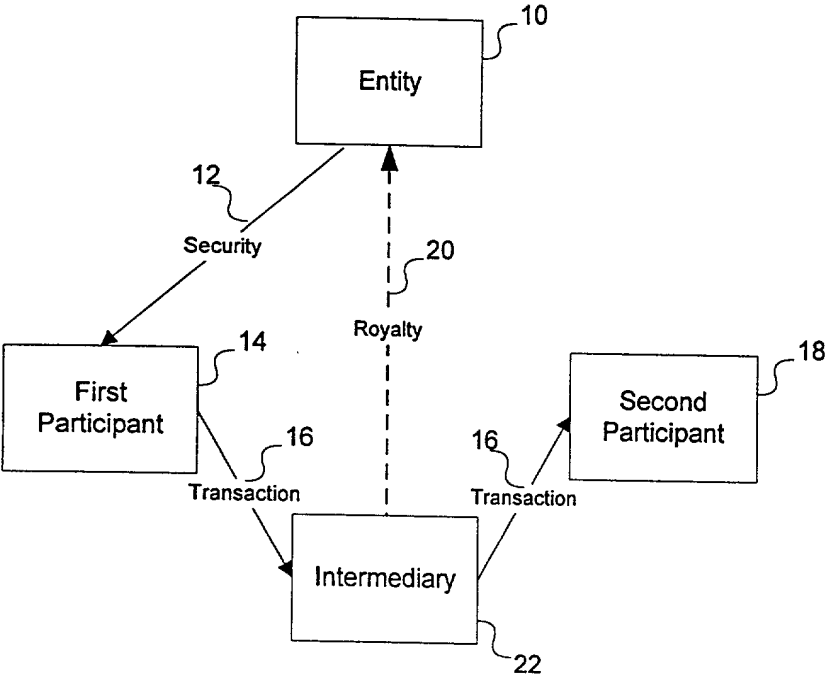 10
Entity
12
Security
20
Royalty
14
First
Participant
18
Second
Participant
16
Transaction
16
Transaction
Intermediary
22